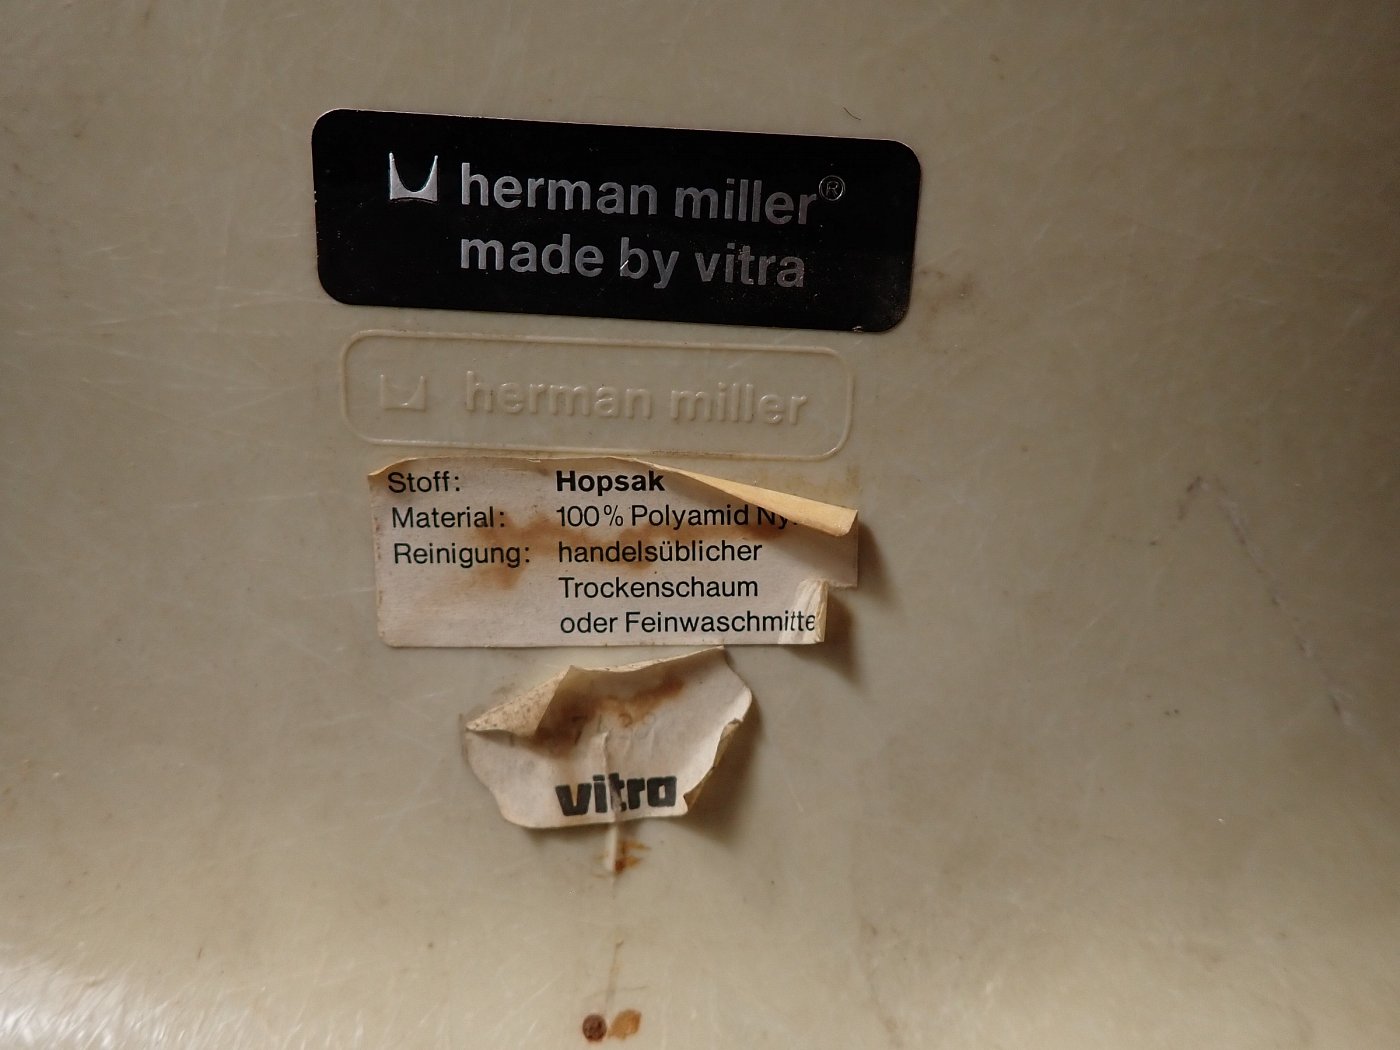 herman miller®
made by vitra
herman miller
Stoff: Hopsak
Material: 100% Polyamid
Reinigung: handelsüblicher
Trockenschaum
oder Feinwaschmitte
vitra